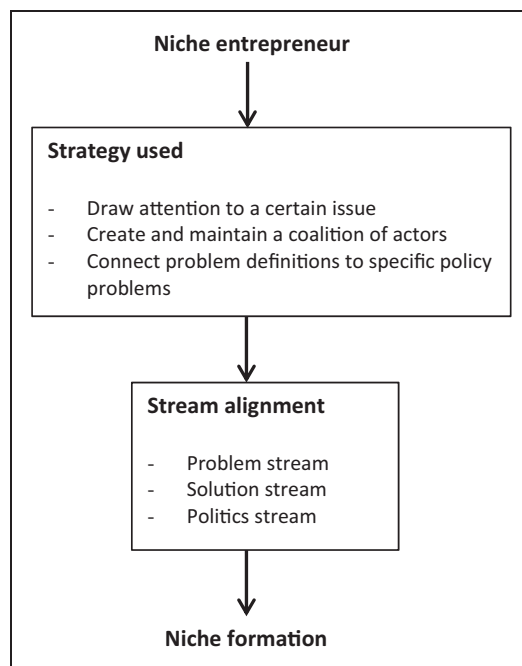 Niche entrepreneur
Strategy used
- Draw attention to a certain issue
- Create and maintain a coalition of actors
- Connect problem definitions to specific policy
problems
Stream alignment
- Problem stream
- Solution stream
- Politics stream
Niche formation